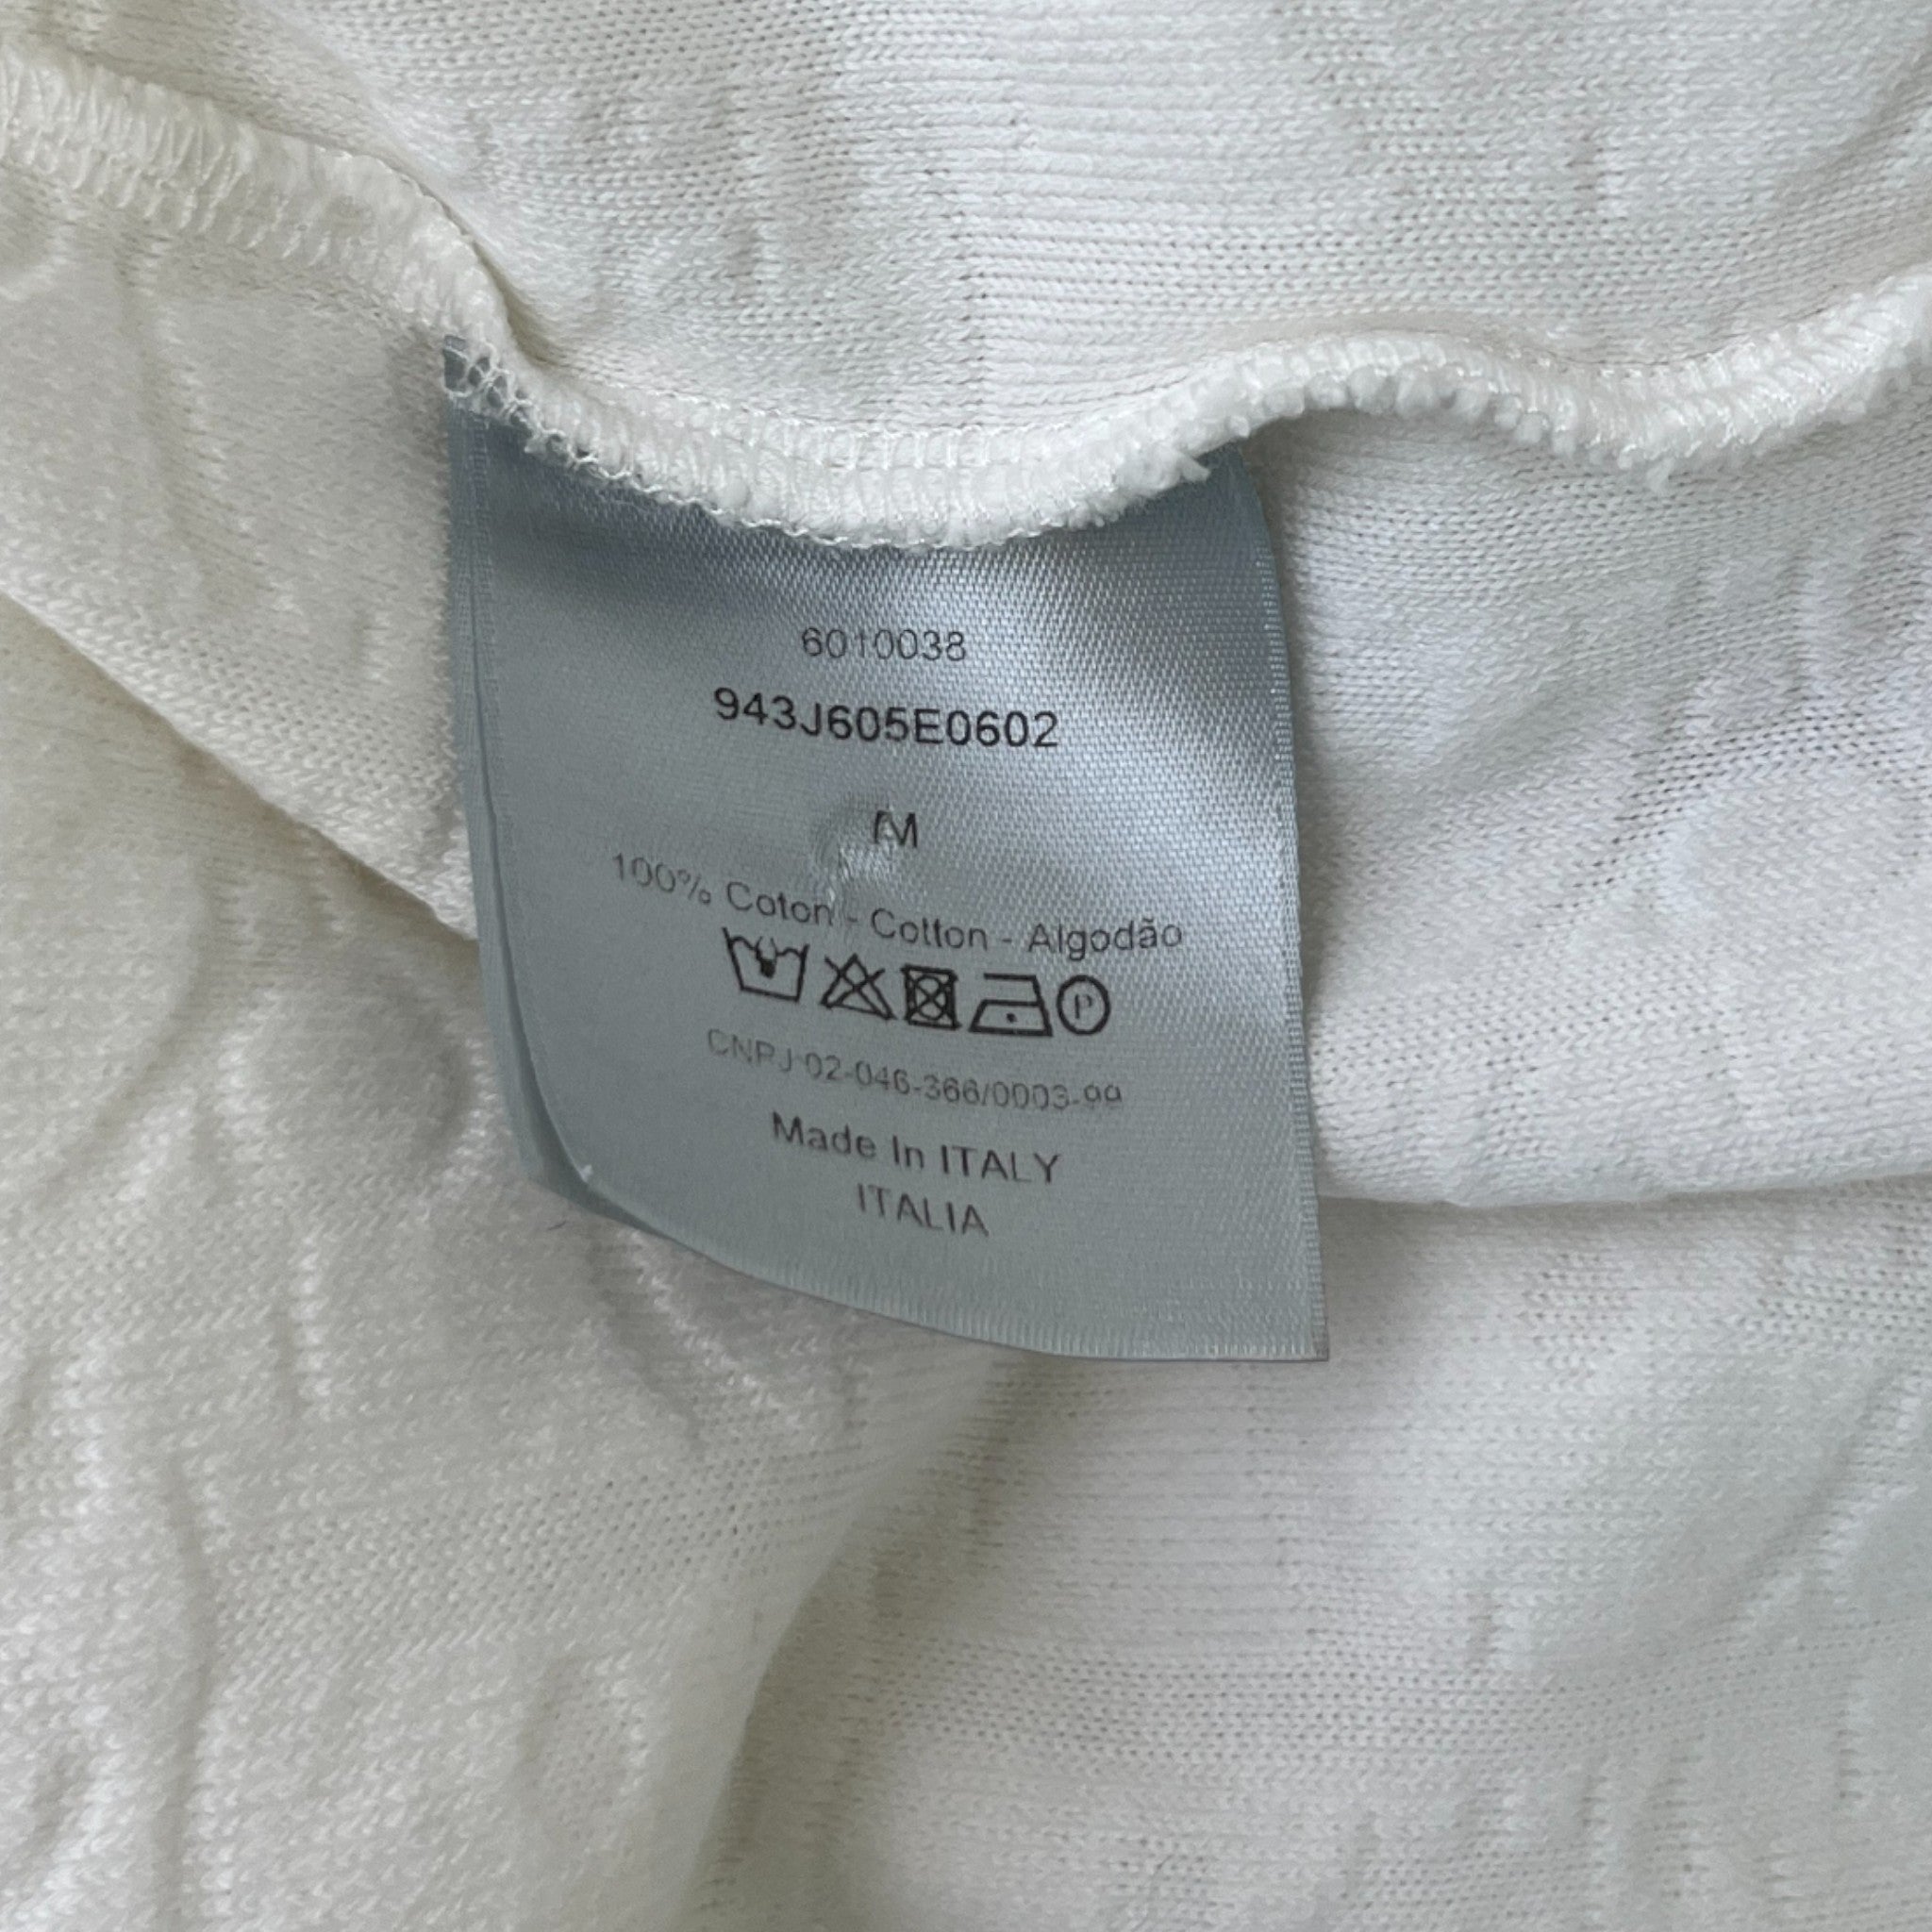 6010038
943J605E0602
M
100% Coton - Cotton - Algodão
P
CNPJ 02-046-366/0003-99
Made In ITALY
ITALIA